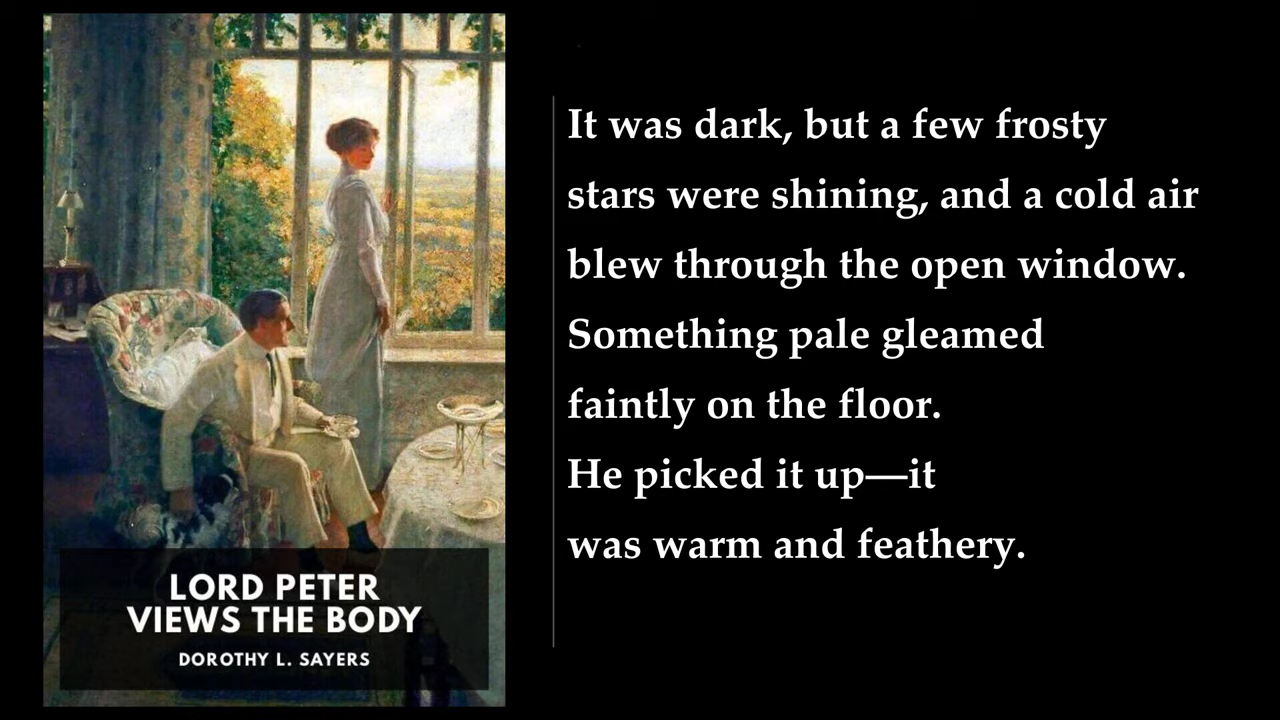 LORD PETER
VIEWS THE BODY
DOROTHY L. SAYERS
It was dark, but a few frosty
stars were shining, and a cold air
blew through the open window.
Something pale gleamed
faintly on the floor.
He picked it up—it
was warm and feathery.